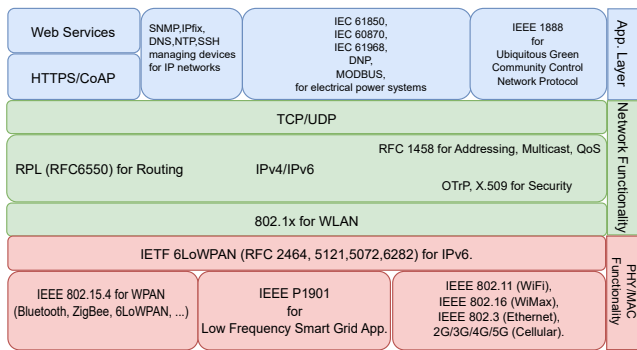 Web Services
HTTPS/CoAP
SNMP,IPfix,
DNS,NTP,SSH
managing devices
for IP networks
IEC 61850,
IEC 60870,
IEC 61968,
DNP,
MODBUS,
for electrical power systems
IEEE 1888
for
Ubiquitous Green
Community Control
Network Protocol
App. Layer
TCP/UDP
RPL (RFC6550) for Routing
IPv4/IPv6
RFC 1458 for Addressing, Multicast, QoS
OTrP, X.509 for Security
802.1x for WLAN
Network Functionality
IETF 6LoWPAN (RFC 2464, 5121,5072,6282) for IPv6.
IEEE 802.15.4 for WPAN
(Bluetooth, ZigBee, 6LoWPAN, ...)
IEEE P1901
for
Low Frequency Smart Grid App.
IEEE 802.11 (WiFi)
IEEE 802.16 (WiMax)
IEEE 802.3 (Ethernet),
2G/3G/4G/5G (Cellular).
PHY/MAC
Functionality